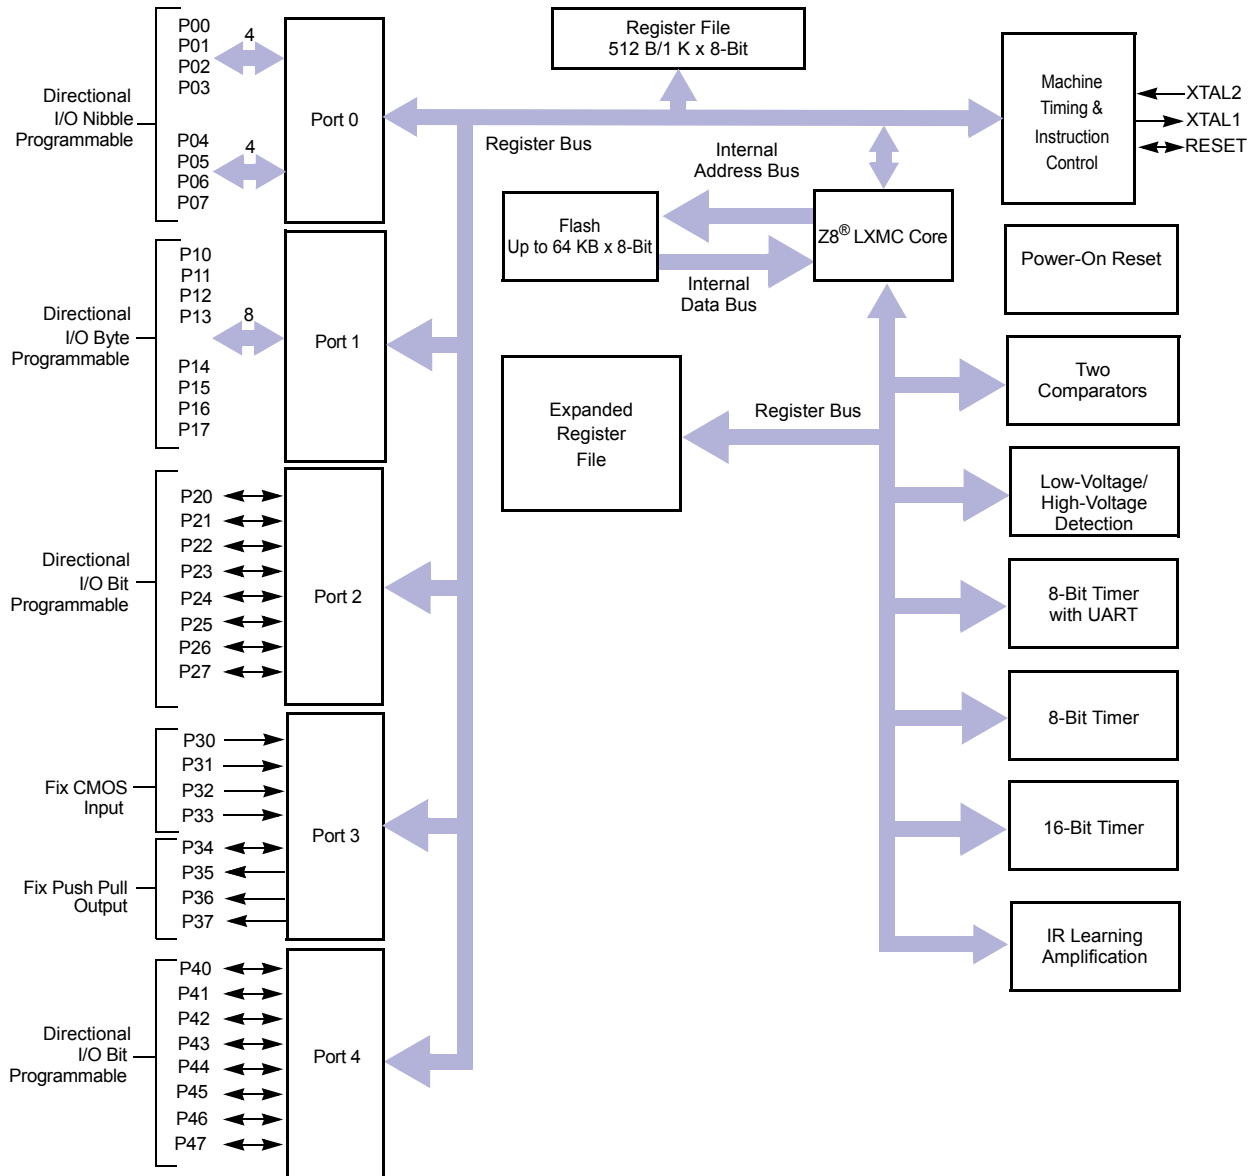 P00
P01
P02
P03
4
Directional
I/O Nibble
Programmable
P04
P05
P06
P07
4
Port 0
Register File
512 B/1 K x 8-Bit
Machine
Timing &
Instruction
Control
XTAL2
XTAL1
RESET
Register Bus
Internal
Address Bus
Flash
Up to 64 KB x 8-Bit
Z8® LXMC Core
Internal
Data Bus
Power-On Reset
P10
P11
P12
P13
8
Directional
I/O Byte
Programmable
P14
P15
P16
P17
Port 1
Expanded
Register
File
Register Bus
Two
Comparators
Low-Voltage/
High-Voltage
Detection
8-Bit Timer
with UART
8-Bit Timer
16-Bit Timer
IR Learning
Amplification
Directional
I/O Bit
Programmable
P20
P21
P22
P23
P24
P25
P26
P27
Port 2
Fix CMOS
Input
P30
P31
P32
P33
Port 3
Fix Push Pull
Output
P34
P35
P36
P37
Directional
I/O Bit
Programmable
P40
P41
P42
P43
P44
P45
P46
P47
Port 4